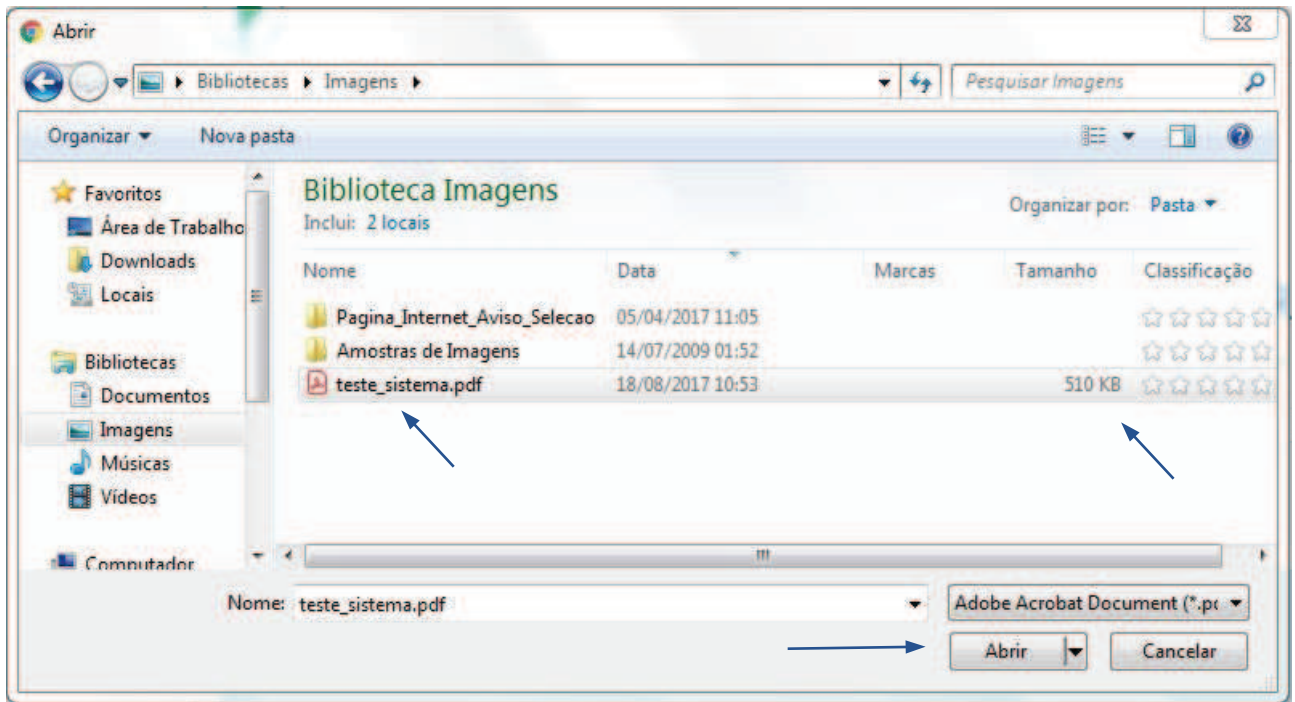 Abrir
Bibliotecas Imagens
Pesquisar Imagens
Organizar Nova pasta
Favoritos
Área de Trabalho
Downloads
Locais
Bibliotecas
Documentos
Imagens
Músicas
Vídeos
Computador
Biblioteca Imagens
Inclui: 2 locais
Organizar por: Pasta
Nome Data Marcas Tamanho Classificação
Pagina_Internet_Aviso_Selecao 05/04/2017 11:05
Amostras de Imagens 14/07/2009 01:52
teste_sistema.pdf 18/08/2017 10:53 510 KB
Nome: teste_sistema.pdf
Adobe Acrobat Document (*.pd
Abrir Cancelar